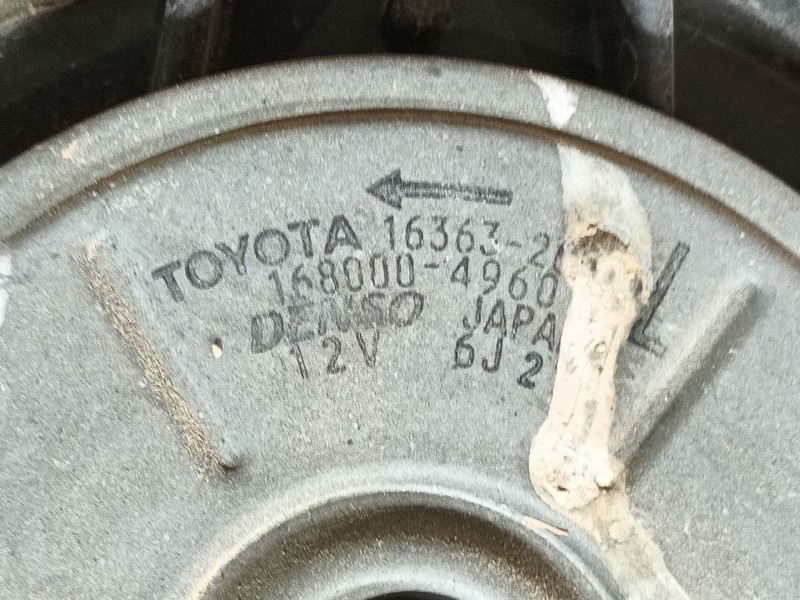 TOYOTA 16363-2
168000-4960
DENSO JAPA
12V 6J 2